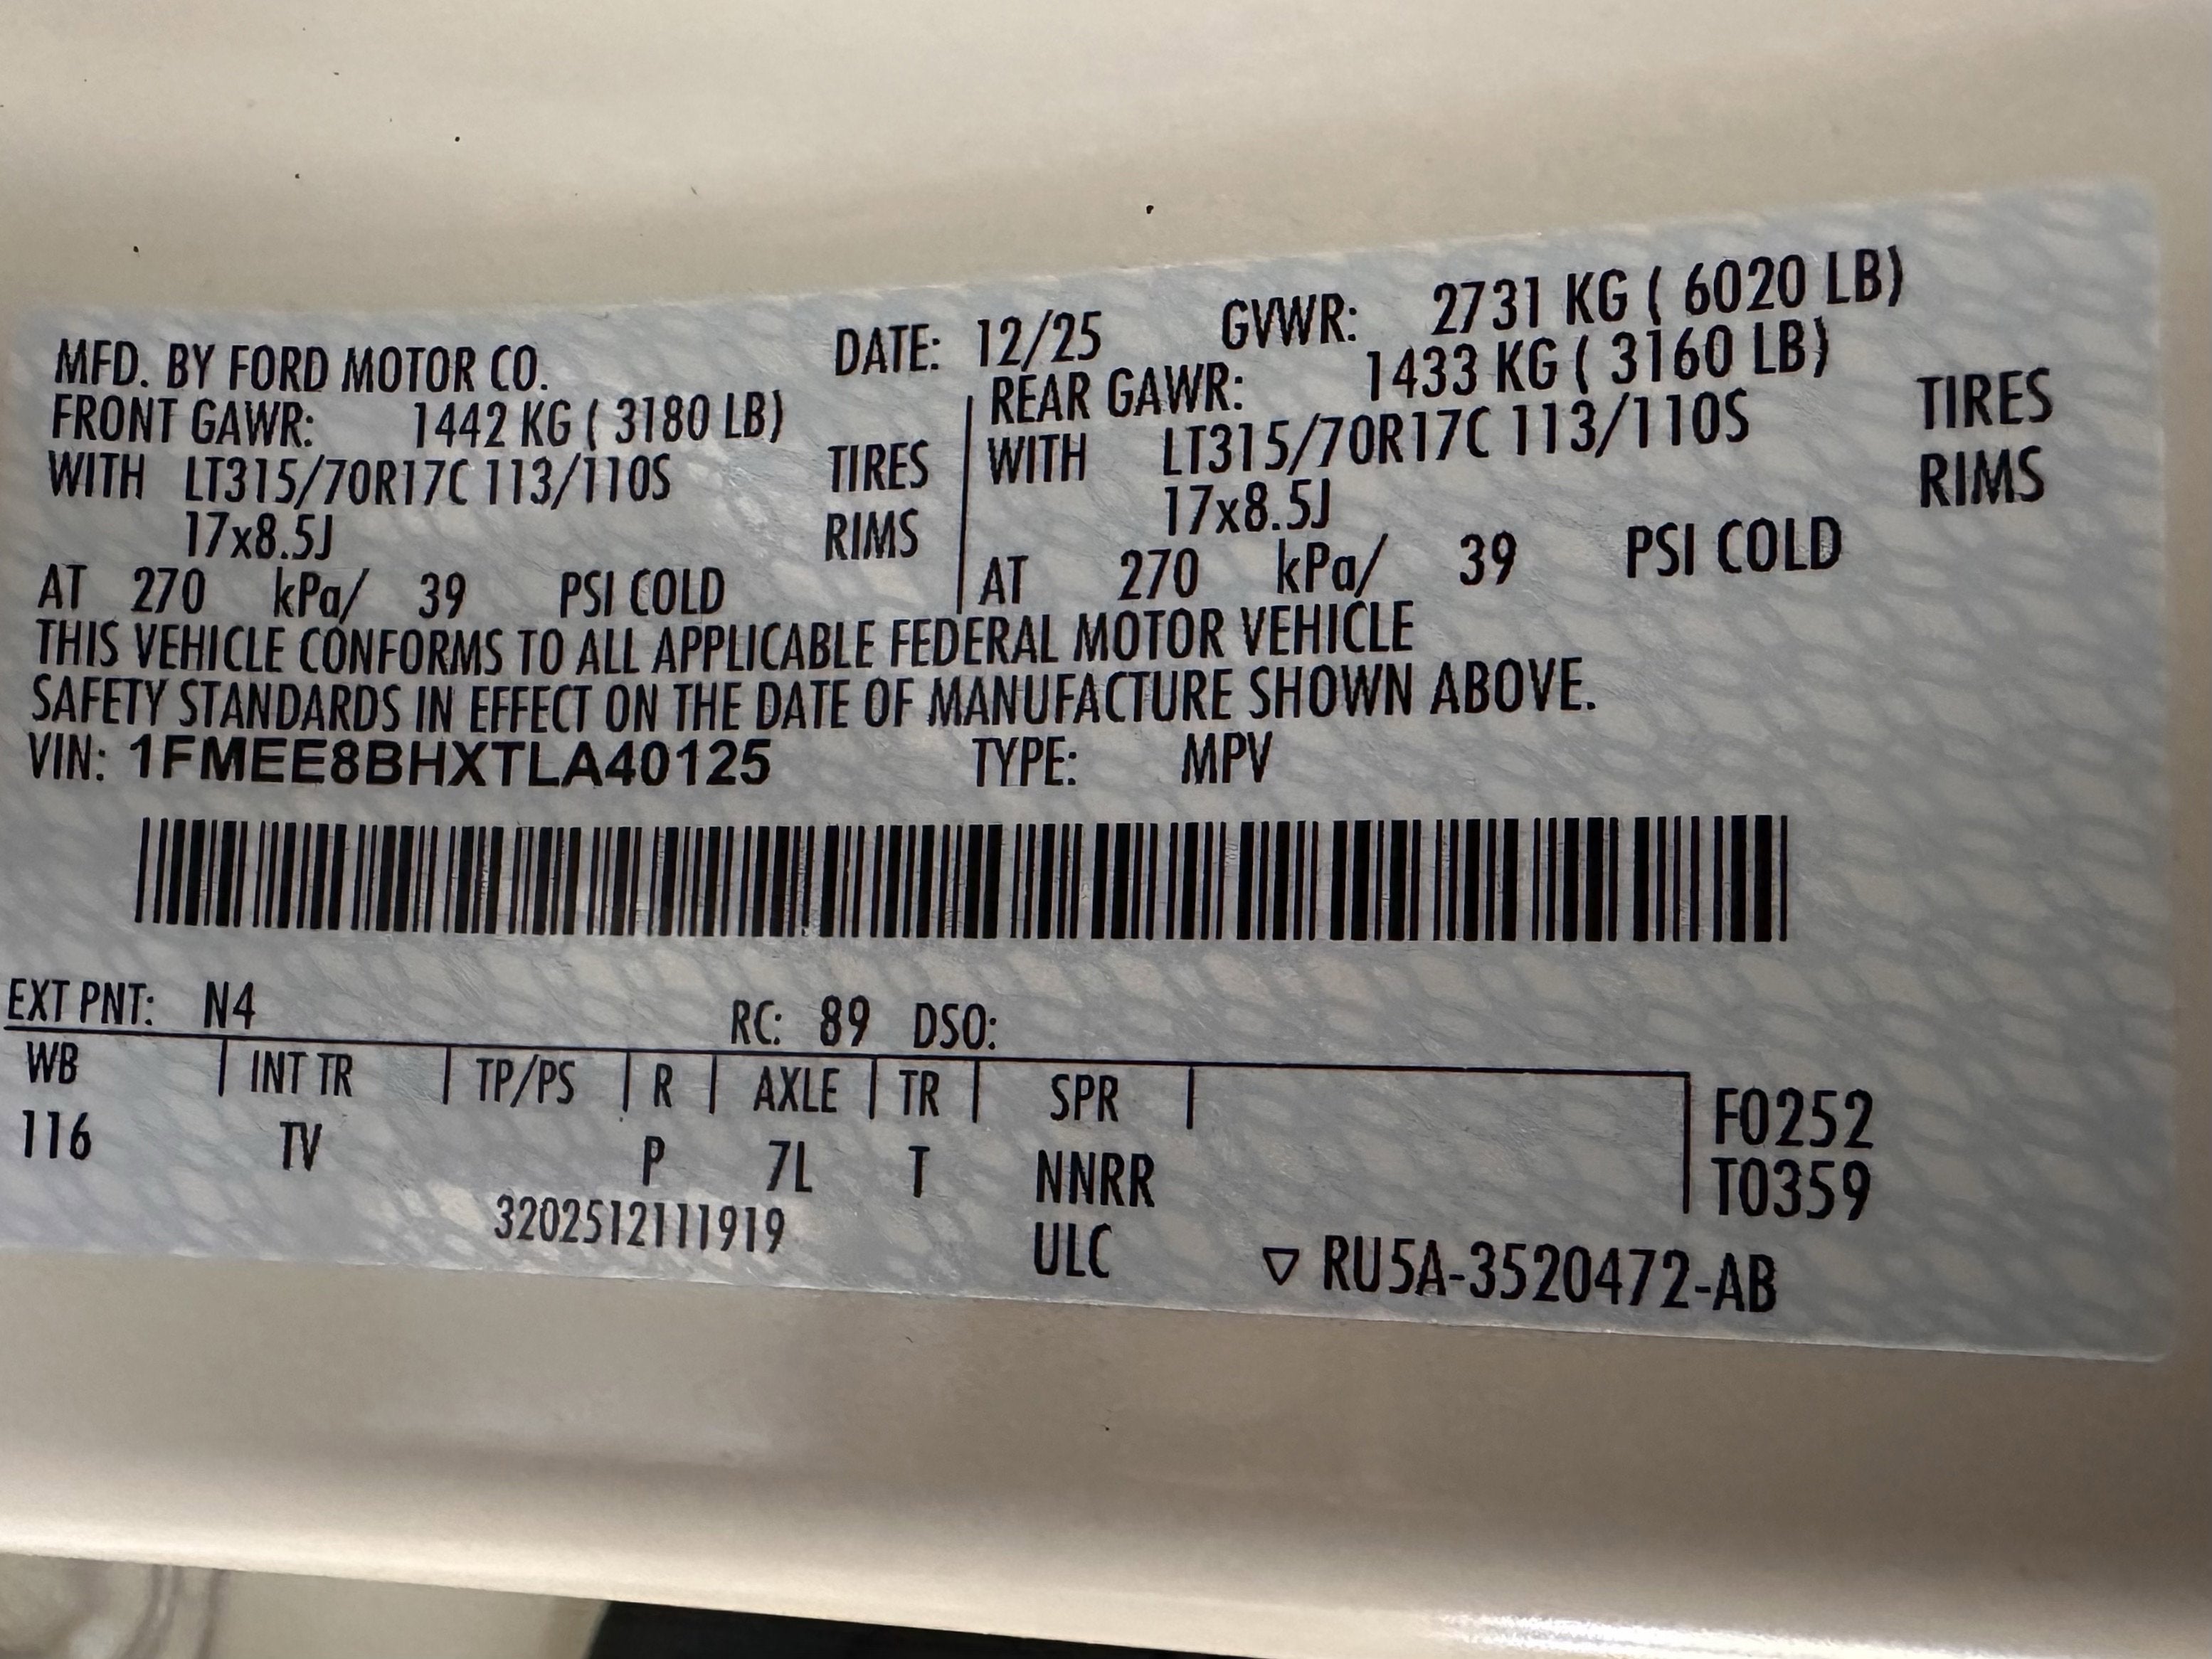 MFD. BY FORD MOTOR CO. DATE: 12/25 GVWR: 2731 KG ( 6020 LB)
FRONT GAWR: 1442 KG ( 3180 LB) REAR GAWR: 1433 KG ( 3160 LB)
WITH LT315/70R17C 113/110S TIRES WITH LT315/70R17C 113/110S TIRES
17x8.5J RIMS 17x8.5J RIMS
AT 270 kPa/ 39 PSI COLD AT 270 kPa/ 39 PSI COLD
THIS VEHICLE CONFORMS TO ALL APPLICABLE FEDERAL MOTOR VEHICLE
SAFETY STANDARDS IN EFFECT ON THE DATE OF MANUFACTURE SHOWN ABOVE.
VIN: 1FMEE8BHXTLA40125 TYPE: MPV
EXT PNT: N4 RC: 89 DSO:
WB INT TR TP/PS R AXLE TR SPR F0252
116 TV P 7L T NNRR T0359
3202512111919 ULC ▽ RU5A-3520472-AB